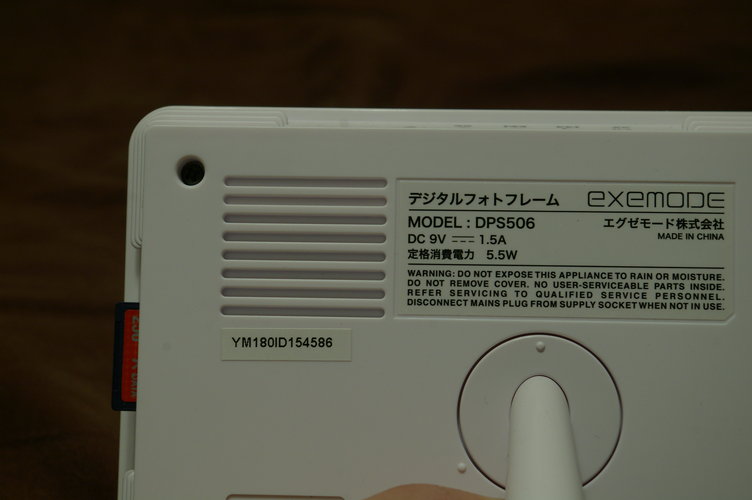 デジタルフォトフレーム exemode
MODEL : DPS506 エグゼモード株式会社
DC 9V 1.5A MADE IN CHINA
定格消費電力 5.5W
WARNING: DO NOT EXPOSE THIS APPLIANCE TO RAIN OR MOISTURE.
DO NOT REMOVE COVER. NO USER-SERVICEABLE PARTS INSIDE.
REFER SERVICING TO QUALIFIED SERVICE PERSONNEL.
DISCONNECT MAINS PLUG FROM SUPPLY SOCKET WHEN NOT IN USE.
YM180ID154586